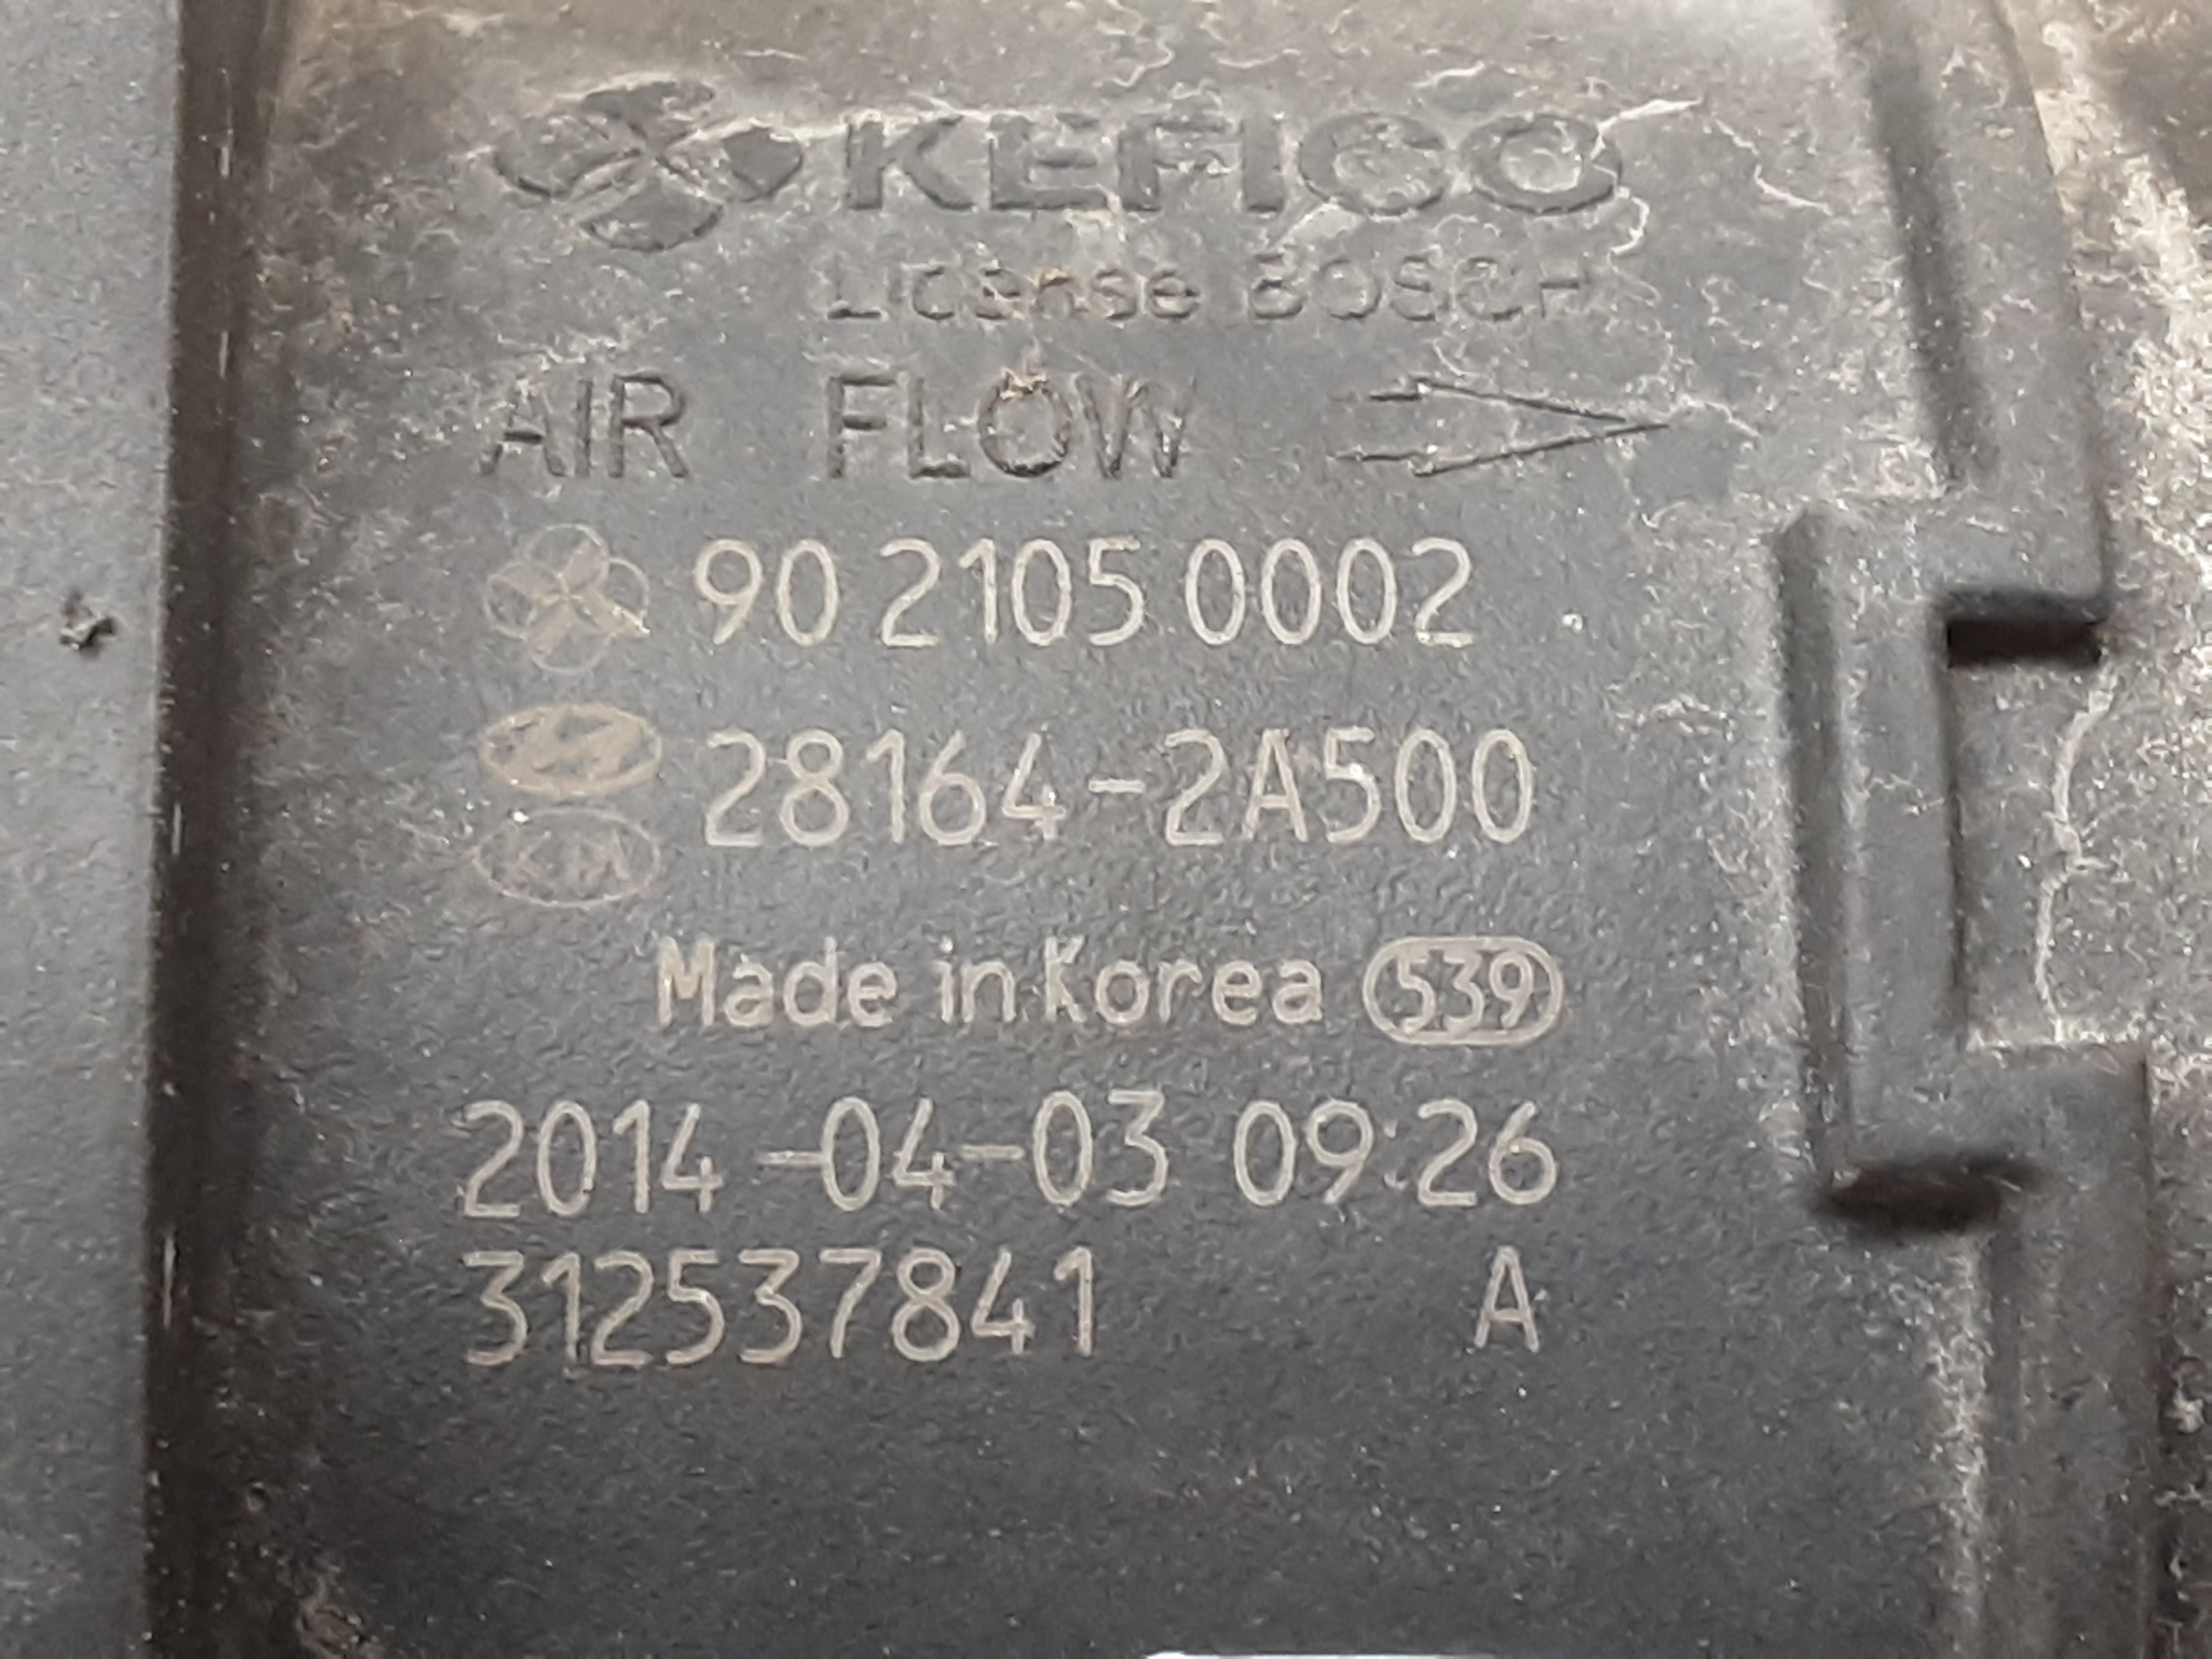 KEFICO
License BOSCH
AIR FLOW
90 2105 0002
28164-2A500
KIA
Made in Korea 539
2014-04-03 09:26
312537841 A